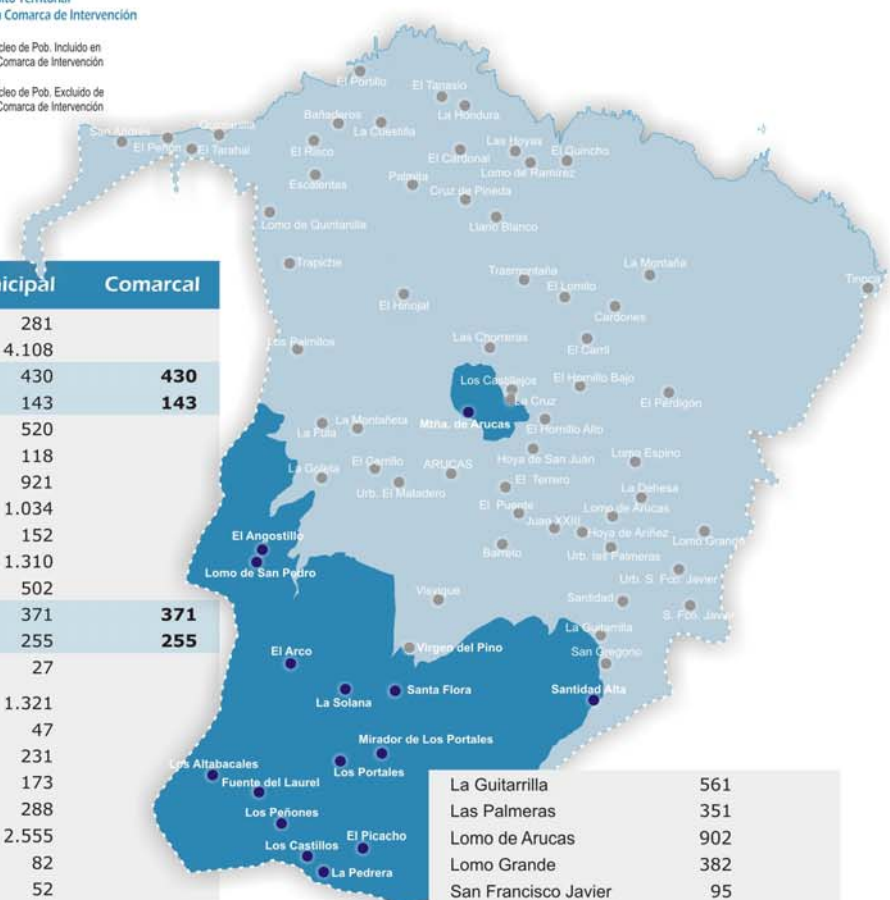 Comarca de Intervención
cleo de Pob. Incluido en
Comarca de Intervención
cleo de Pob. Excluido de
Comarca de Intervención
El Portillo
El Tanasio
La Hondura
Bañaderos
La Cuestilla
San Andrés
El Peñón
Quintanilla
El Tarahal
El Risco
Las Hoyas
El Quincho
El Cardonal
Lomo de Ramírez
Escaleritas
Palmita
Cruz de Pineda
Lomo de Quintanilla
Llano Blanco
Trapiche
Trasmontaña
La Montaña
El Lomito
Tinoca
El Hinojal
Cardones
Los Palmitos
Las Chorreras
El Carril
Los Castillejos
El Hornillo Bajo
La Cruz
El Perdigón
Mtña. de Arucas
El Hornillo Alto
La Montañeta
La Fula
Hoya de San Juan
Lomo Espino
La Goleta
El Cerrillo
ARUCAS
Urb. El Matadero
El Terrero
La Dehesa
El Puente
Lomo de Arucas
Juan XXIII
Hoya de Ariñez
Lomo Grande
Barreto
Urb. las Palmeras
El Angostillo
Lomo de San Pedro
Urb. S. Fco. Javier
Visvique
Santidad
S. Fco. Javier
La Guitarrilla
Virgen del Pino
San Gregorio
El Arco
Santa Flora
La Solana
Santidad Alta
Mirador de Los Portales
Los Portales
Los Altabacales
Fuente del Laurel
Los Peñones
El Picacho
Los Castillos
La Pedrera
icipal Comarcal
281
4.108
430 430
143 143
520
118
921
1.034
152
1.310
502
371 371
255 255
27
1.321
47
231
173
288
2.555
82
52
La Guitarrilla 561
Las Palmeras 351
Lomo de Arucas 902
Lomo Grande 382
San Francisco Javier 95